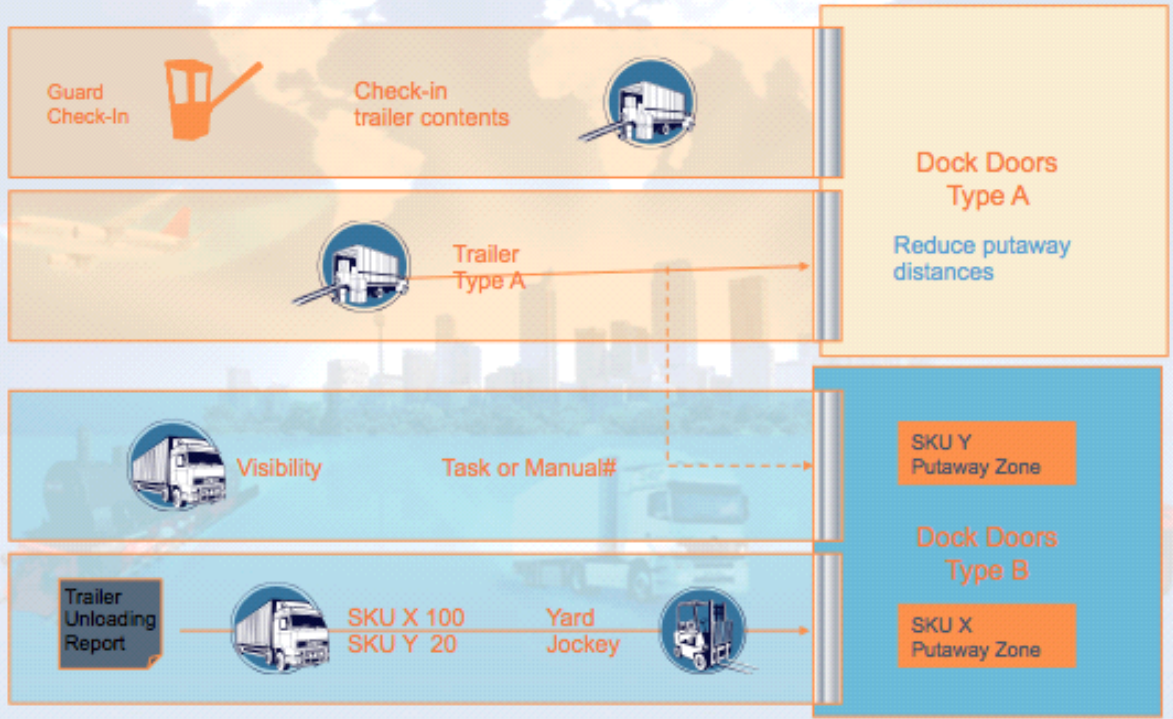 Guard
Check-In
Check-in
trailer contents
Dock Doors
Type A
Reduce putaway
distances
Trailer
Type A
Visibility
Task or Manual#
SKU Y
Putaway Zone
Dock Doors
Type B
Trailer
Unloading
Report
SKU X 100
SKU Y 20
Yard
Jockey
SKU X
Putaway Zone